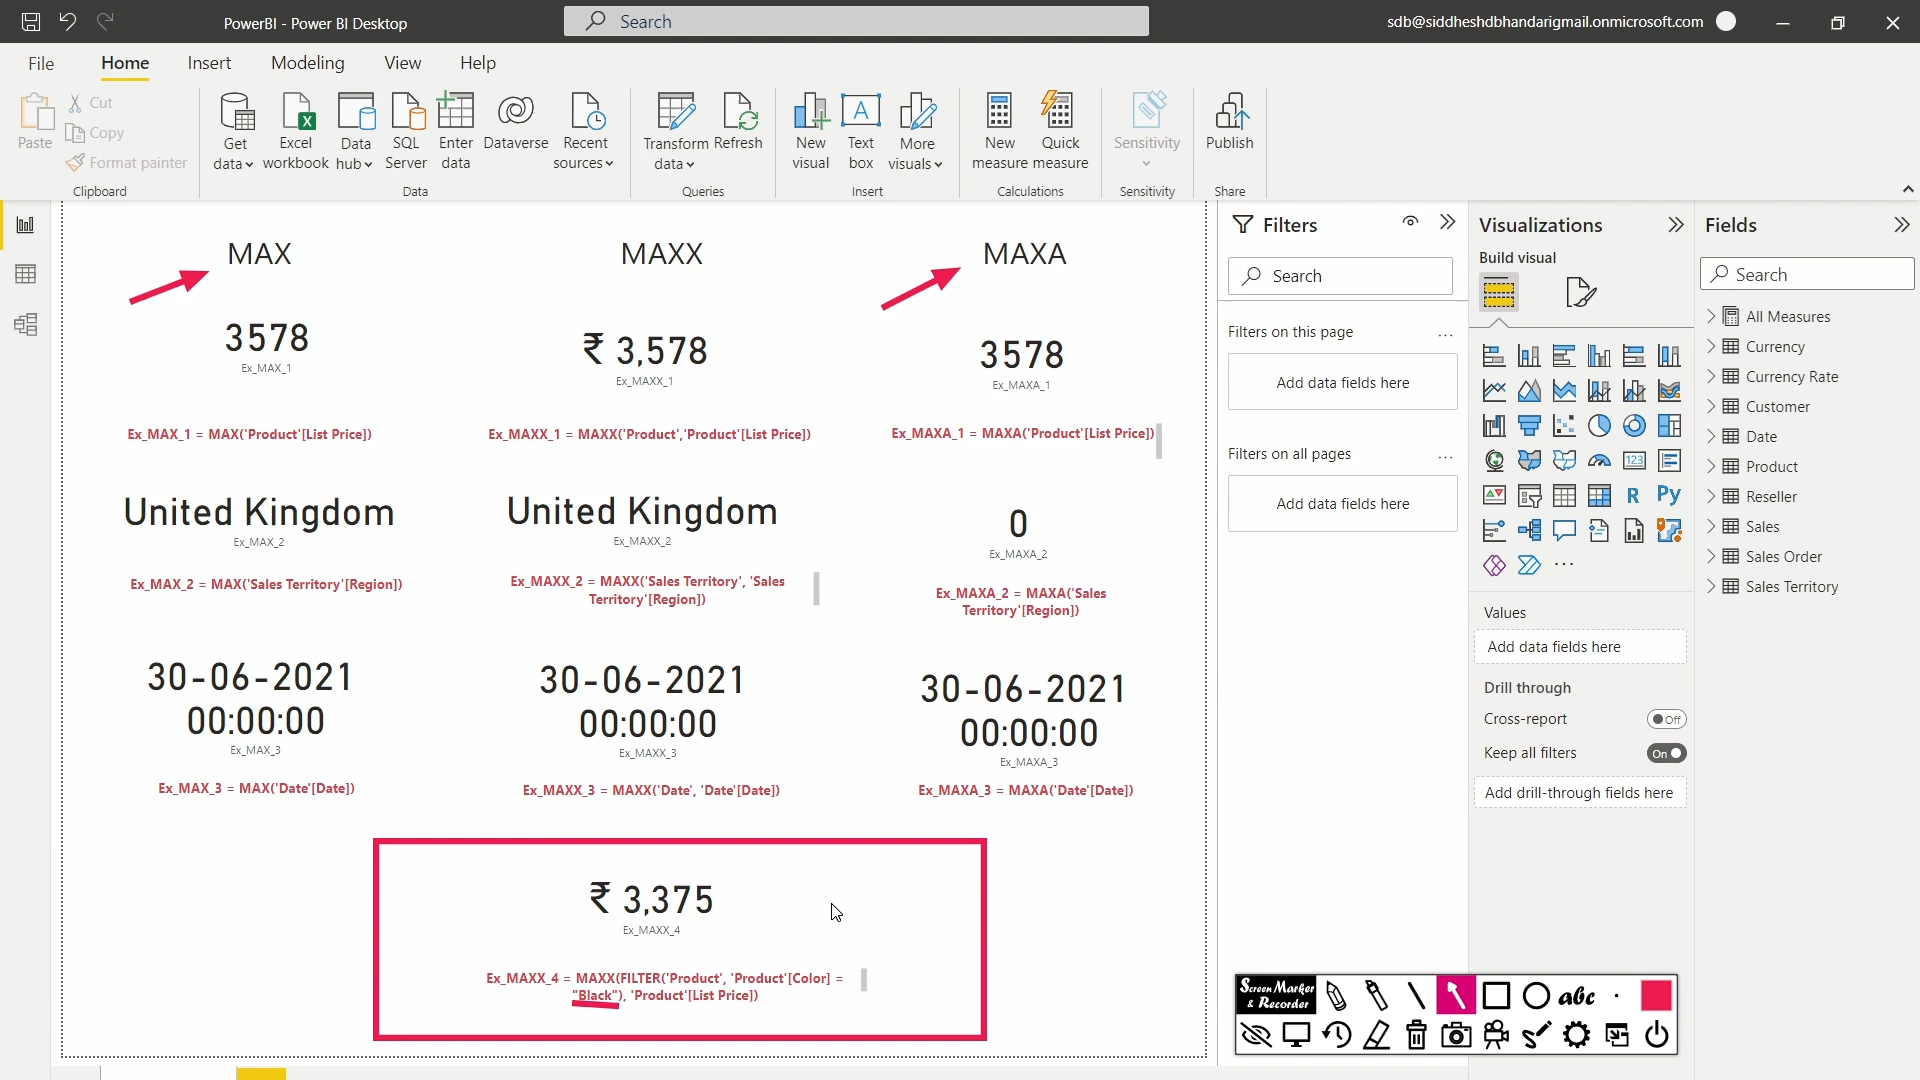 PowerBI - Power BI Desktop
Search
sdb@siddheshdbhandarigmail.onmicrosoft.com
File
Home
Insert
Modeling
View
Help
Paste
Cut
Copy
Format painter
Clipboard
Get data
Excel workbook
Data hub
SQL Server
Enter data
Dataverse
Recent sources
Data
Transform data
Refresh
Queries
New visual
Text box
More visuals
Insert
New measure
Quick measure
Calculations
Sensitivity
Sensitivity
Publish
Share
MAX
MAXX
MAXA
3578
Ex_MAX_1
₹ 3,578
Ex_MAXX_1
3578
Ex_MAXA_1
Ex_MAX_1 = MAX('Product'[List Price])
Ex_MAXX_1 = MAXX('Product','Product'[List Price])
Ex_MAXA_1 = MAXA('Product'[List Price])
United Kingdom
Ex_MAX_2
United Kingdom
Ex_MAXX_2
0
Ex_MAXA_2
Ex_MAX_2 = MAX('Sales Territory'[Region])
Ex_MAXX_2 = MAXX('Sales Territory', 'Sales
Territory'[Region])
Ex_MAXA_2 = MAXA('Sales
Territory'[Region])
30-06-2021
00:00:00
Ex_MAX_3
30-06-2021
00:00:00
Ex_MAXX_3
30-06-2021
00:00:00
Ex_MAXA_3
Ex_MAX_3 = MAX('Date'[Date])
Ex_MAXX_3 = MAXX('Date', 'Date'[Date])
Ex_MAXA_3 = MAXA('Date'[Date])
₹ 3,375
Ex_MAXX_4
Ex_MAXX_4 = MAXX(FILTER('Product', 'Product'[Color] =
"Black"), 'Product'[List Price])
Filters
Search
Filters on this page
...
Add data fields here
Filters on all pages
...
Add data fields here
Visualizations
Build visual
123
R
Py
...
Values
Add data fields here
Drill through
Cross-report
Off
Keep all filters
On
Add drill-through fields here
Fields
Search
All Measures
Currency
Currency Rate
Customer
Date
Product
Reseller
Sales
Sales Order
Sales Territory
Screen Marker
& Recorder
abc